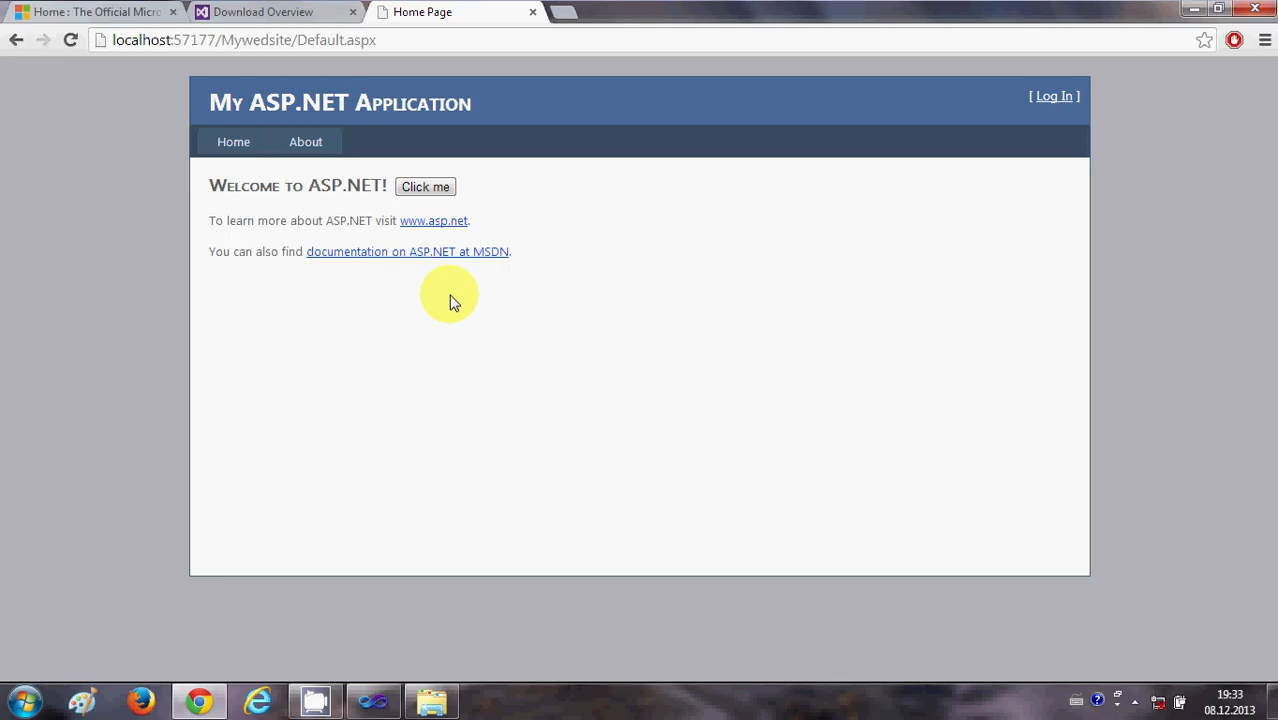 Home : The Official Micro
Download Overview
Home Page
localhost:57177/Mywedsite/Default.aspx
My ASP.NET Application
[ Log In ]
Home
About
Welcome to ASP.NET!
Click me
To learn more about ASP.NET visit www.asp.net.
You can also find documentation on ASP.NET at MSDN.
19:33
08.12.2013